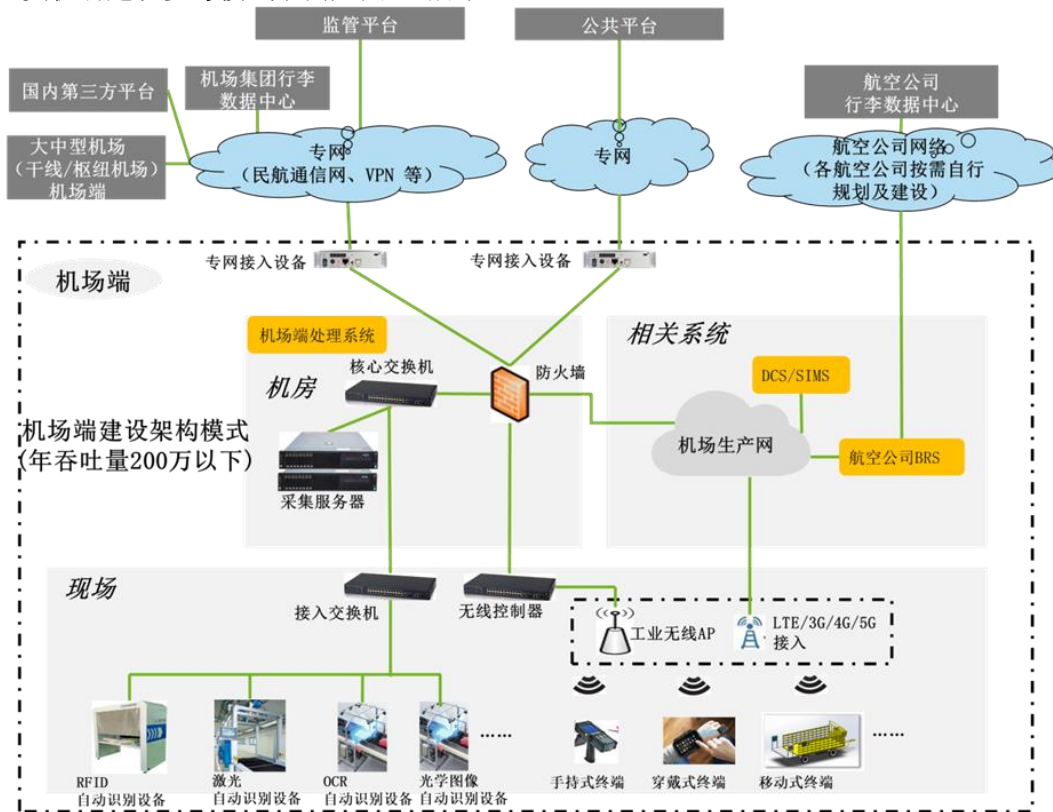 监管平台
公共平台
国内第三方平台
机场集团行李
数据中心
航空公司
行李数据中心
大中型机场
（干线/枢纽机场）
机场端
专网
（民航通信网、VPN 等）
专网
航空公司网络
（各航空公司按需自行
规划及建设）
专网接入设备
专网接入设备
机场端
机场端处理系统
相关系统
核心交换机
防火墙
机房
DCS/SIMS
机场端建设架构模式
(年吞吐量200万以下)
机场生产网
航空公司BRS
采集服务器
现场
接入交换机
无线控制器
工业无线AP
LTE/3G/4G/5G
接入
RFID
自动识别设备
激光
自动识别设备
OCR
自动识别设备
光学图像
自动识别设备
……
手持式终端
穿戴式终端
移动式终端
……